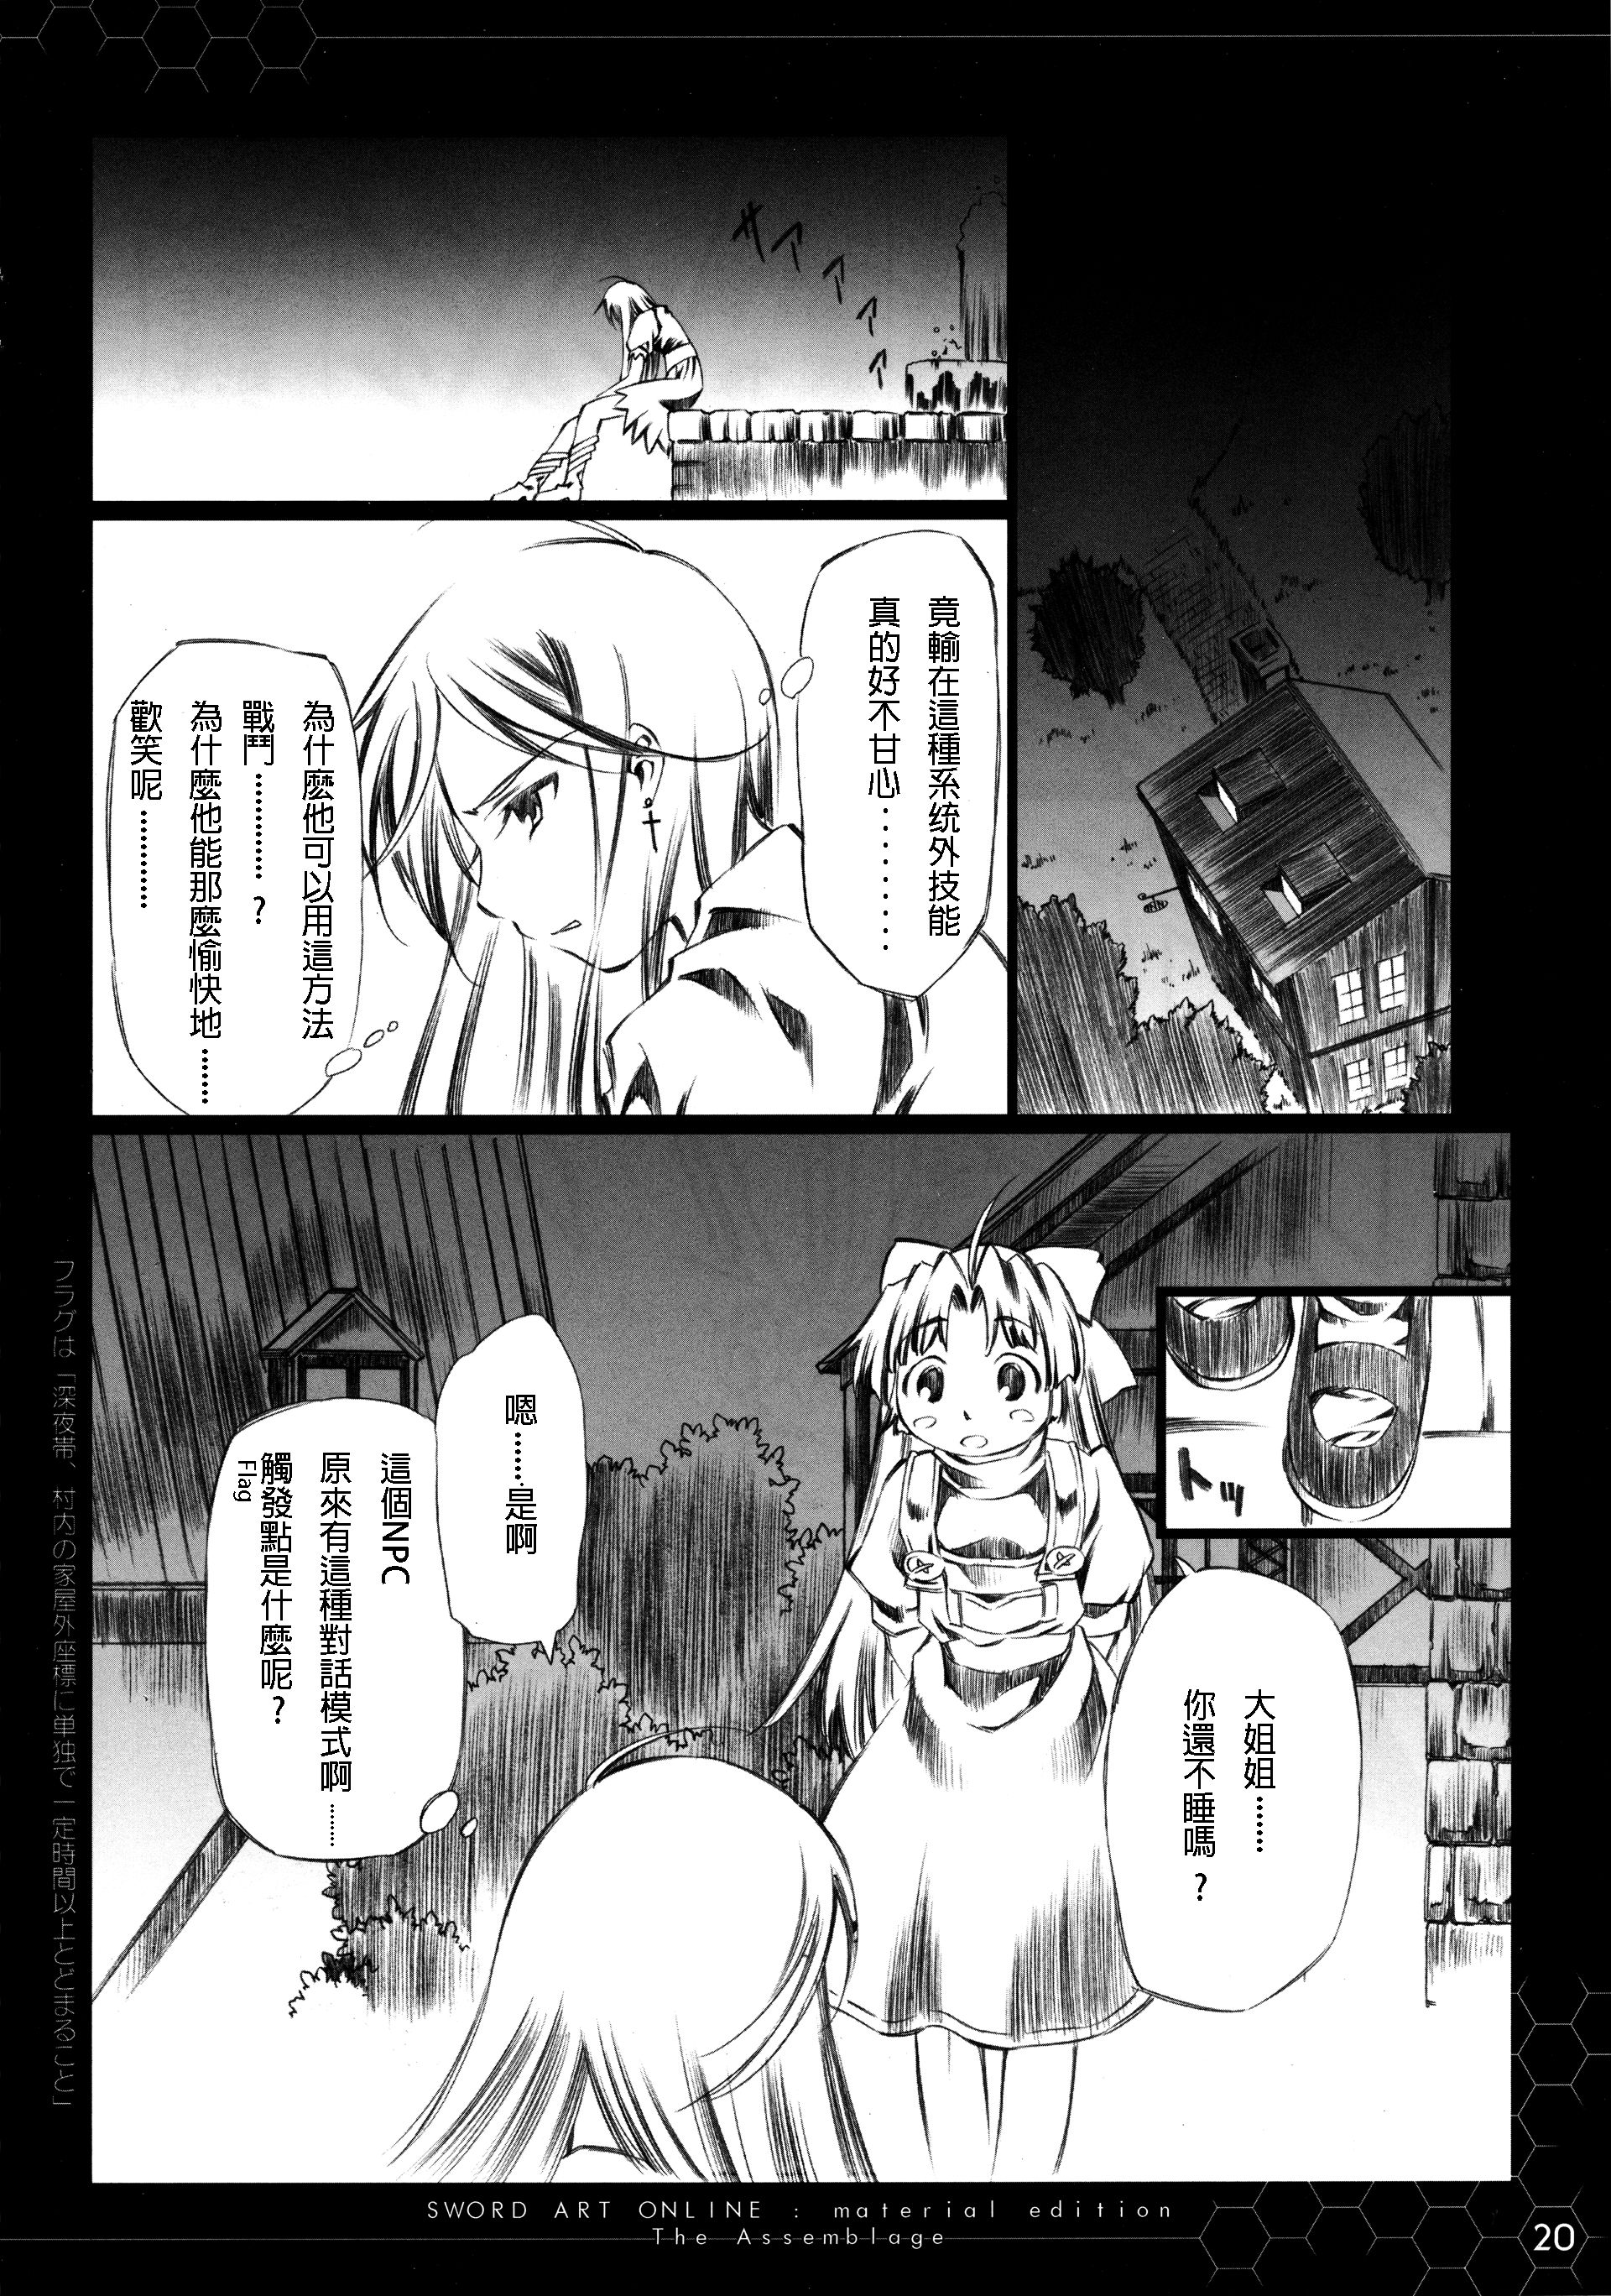 ザアアアア
竟輸在這種系統外技能
真的好不甘心.........
為什麼他可以用這方法
戰鬥…………？
為什麼他能那麼愉快地………
歡笑呢…………
トッ
大姐姐……
你還不睡嗎？
嗯……是啊
這個NPC
原來有這種對話模式啊……
觸發點是什麼呢？
Flag
フラグは「深夜帯、村内の家屋外座標に単独で一定時間以上とどまること」
SWORD ART ONLINE : material edition
The Assemblage
20